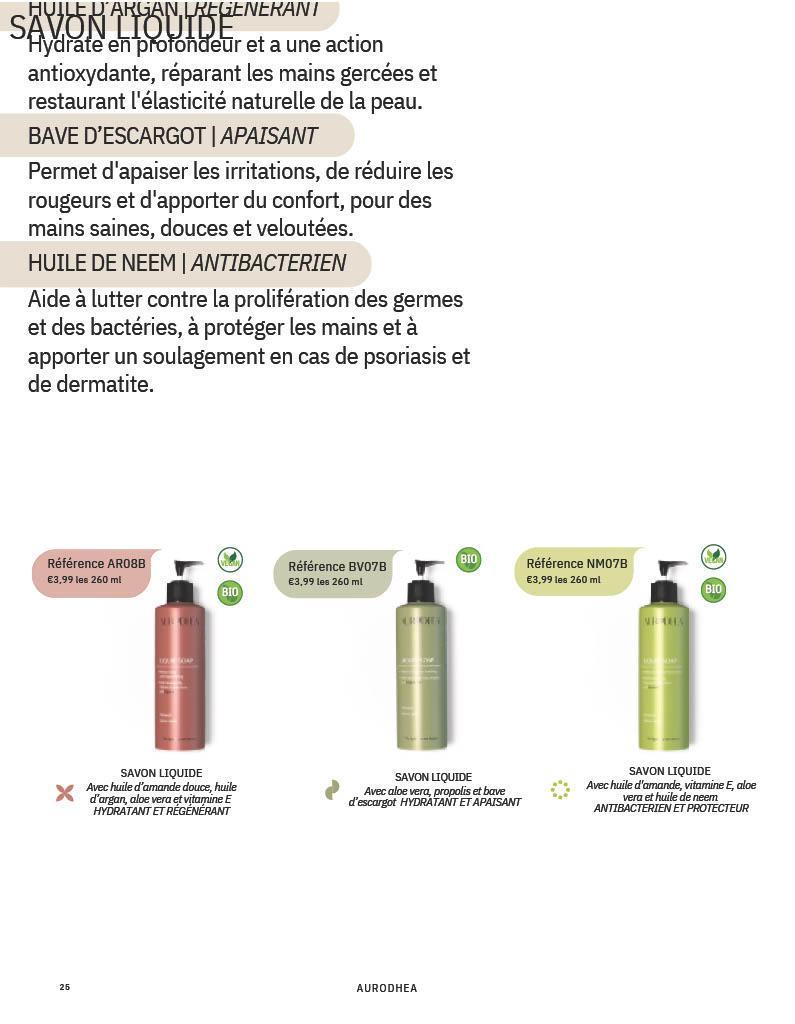 HUILE D'ARGAN | RÉGÉNÉRANT
SAVON LIQUIDE
Hydrate en profondeur et a une action
antioxydante, réparant les mains gercées et
restaurant l'élasticité naturelle de la peau.
BAVE D’ESCARGOT | APAISANT
Permet d'apaiser les irritations, de réduire les
rougeurs et d'apporter du confort, pour des
mains saines, douces et veloutées.
HUILE DE NEEM | ANTIBACTERIEN
Aide à lutter contre la prolifération des germes
et des bactéries, à protéger les mains et à
apporter un soulagement en cas de psoriasis et
de dermatite.
Référence AR08B
€3,99 les 260 ml
VEGAN
BIO
AURODHEA
LIQUID SOAP
Référence BV07B
€3,99 les 260 ml
BIO
AURODHEA
Référence NM07B
€3,99 les 260 ml
VEGAN
BIO
AURODHEA
LIQUID SOAP
SAVON LIQUIDE
Avec huile d’amande douce, huile
d’argan, aloe vera et vitamine E
HYDRATANT ET RÉGÉNÉRANT
SAVON LIQUIDE
Avec aloe vera, propolis et bave
d’escargot HYDRATANT ET APAISANT
SAVON LIQUIDE
Avec huile d'amande, vitamine E, aloe
vera et huile de neem
ANTIBACTERIEN ET PROTECTEUR
25
AURODHEA